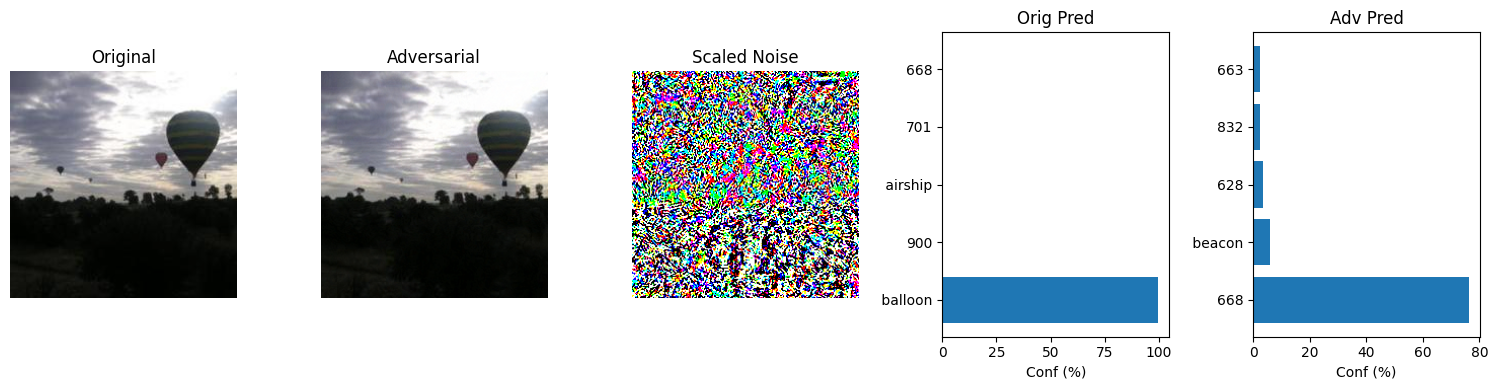 Original
Adversarial
Scaled Noise
Orig Pred
668
701
airship
900
balloon
0 25 50 75 100
Conf (%)
Adv Pred
663
832
628
beacon
668
0 20 40 60 80
Conf (%)